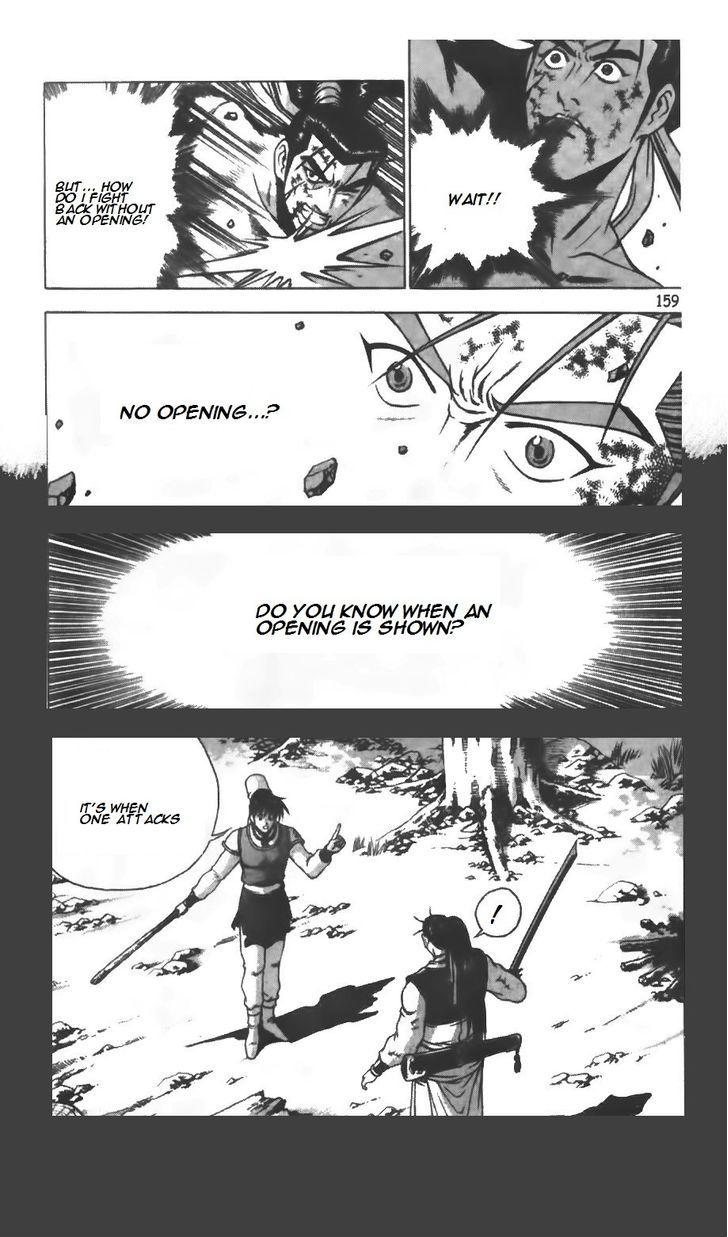 BUT... HOW
DO I FIGHT
BACK WITHOUT
AN OPENING!
WAIT!!
159
NO OPENING...?
DO YOU KNOW WHEN AN
OPENING IS SHOWN?
IT'S WHEN
ONE ATTACKS
!